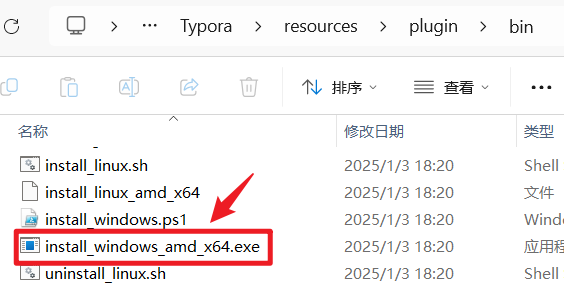 Typora > resources > plugin > bin >
排序 查看
名称 修改日期 类型
install_linux.sh 2025/1/3 18:20 Shell
install_linux_amd_x64 2025/1/3 18:20 文件
install_windows.ps1 2025/1/3 18:20 Wind
install_windows_amd_x64.exe 2025/1/3 18:20 应用程
uninstall_linux.sh 2025/1/3 18:20 Shell